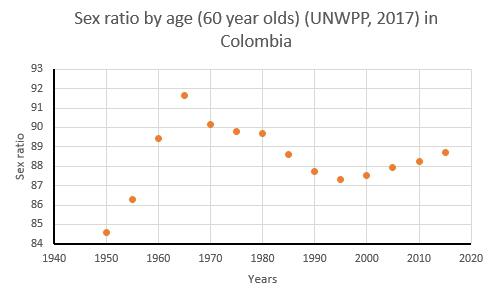 Sex ratio by age (60 year olds) (UNWPP, 2017) in
Colombia
93
92
91
90
89
88
87
86
85
84
Sex ratio
1940 1950 1960 1970 1980 1990 2000 2010 2020
Years